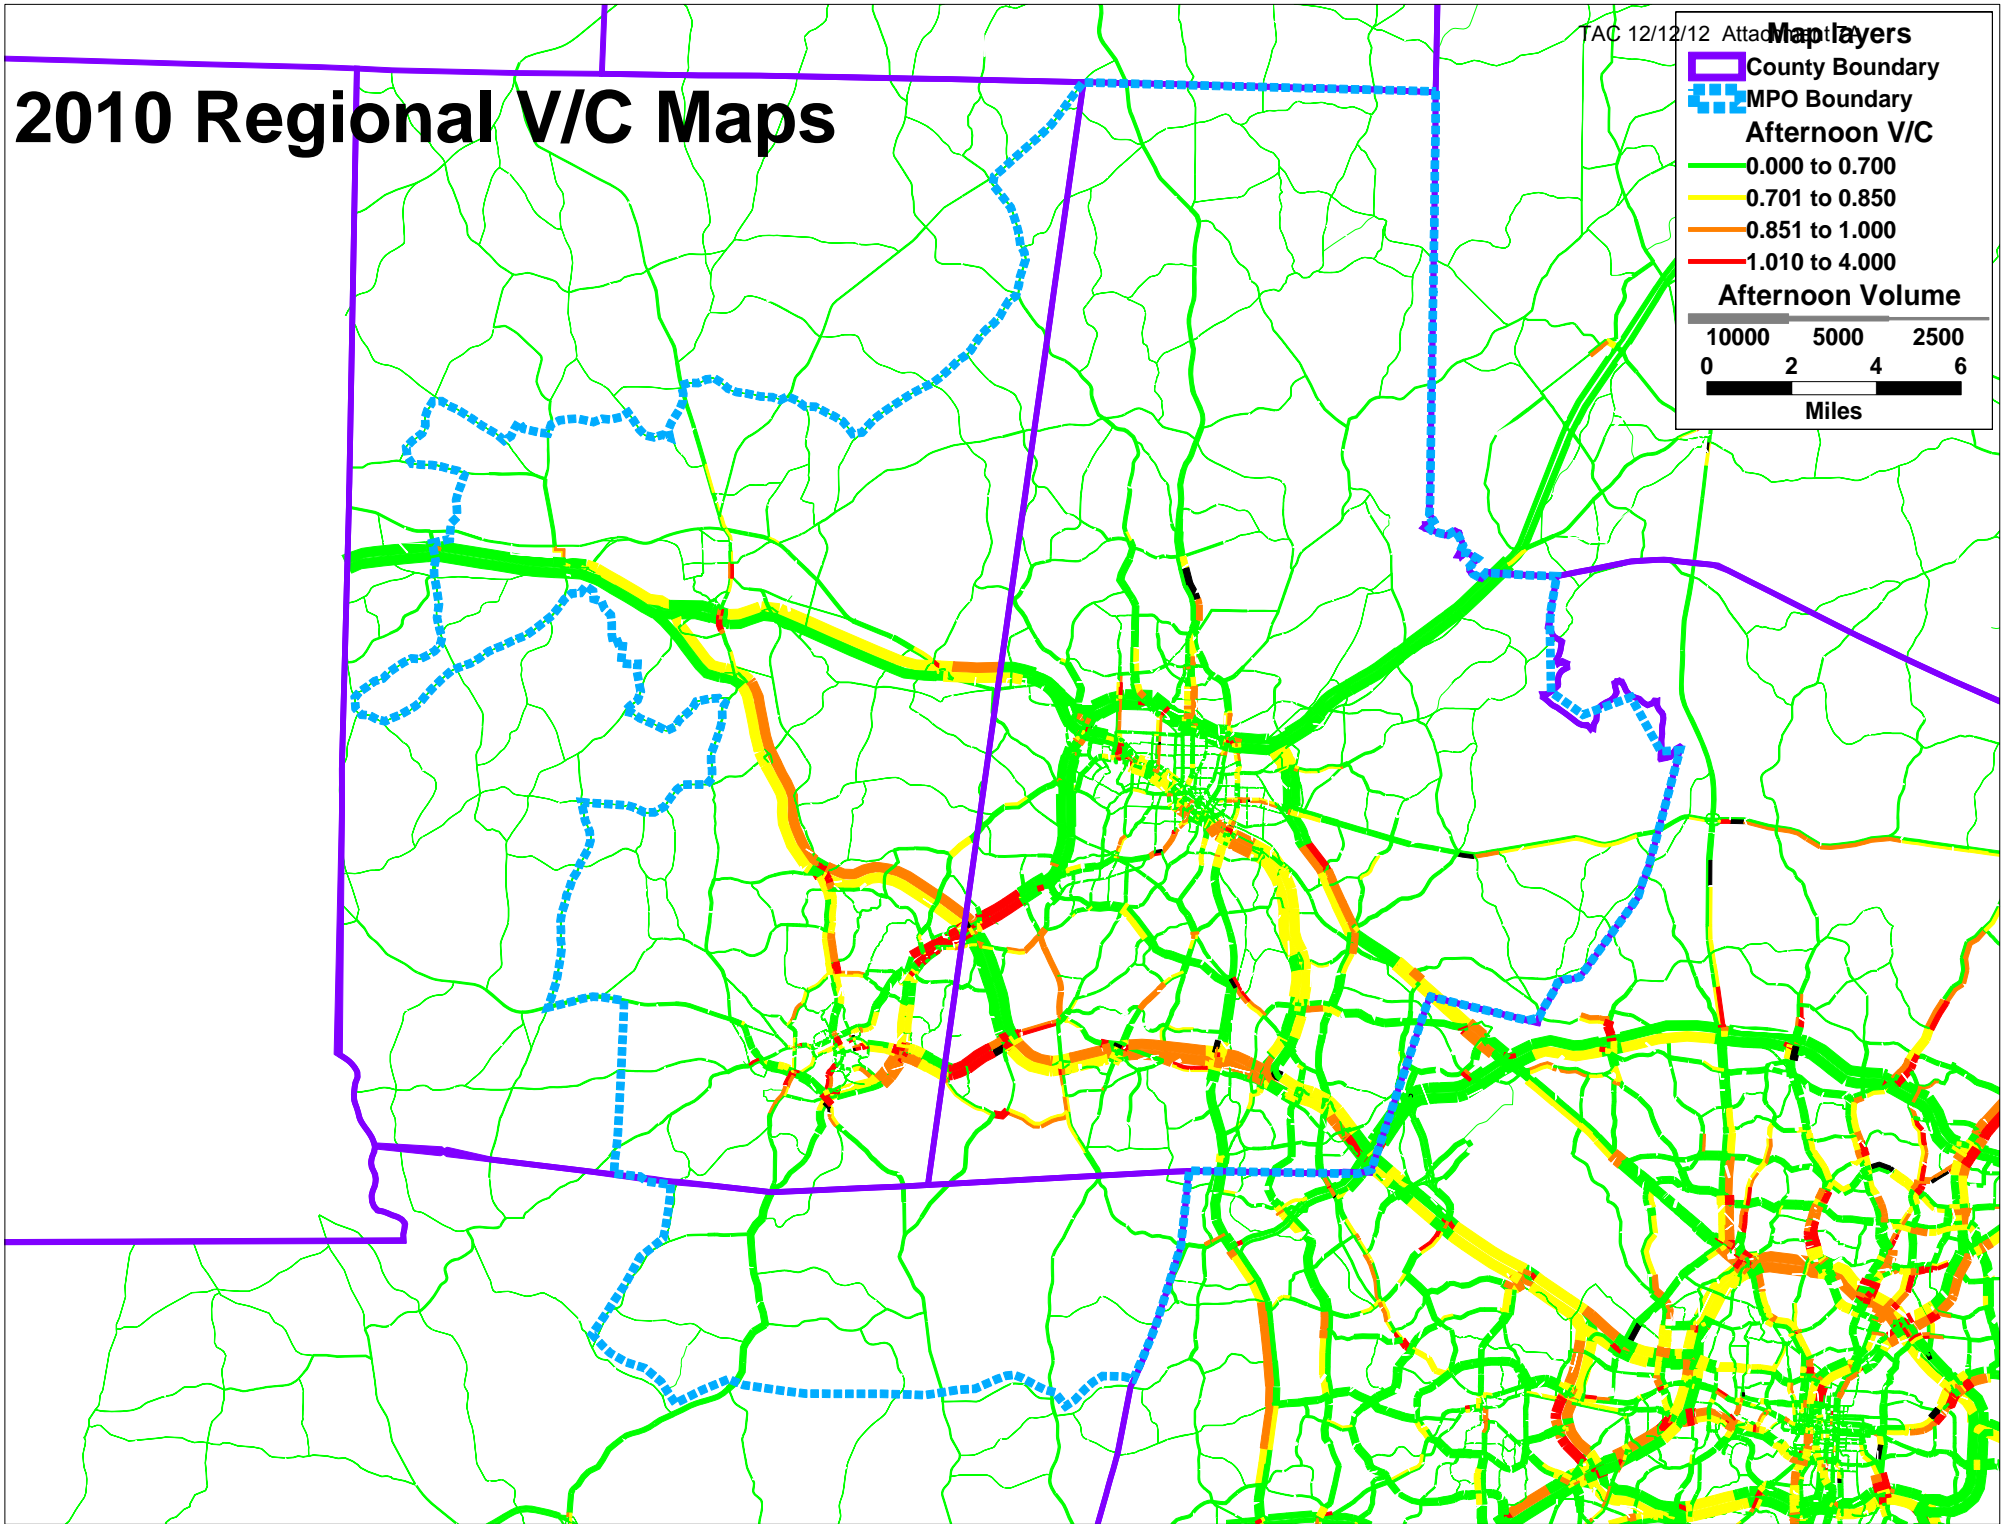 TAC 12/12/12 Attachment 7A
Map layers
County Boundary
MPO Boundary
2010 Regional V/C Maps
Afternoon V/C
0.000 to 0.700
0.701 to 0.850
0.851 to 1.000
1.010 to 4.000
Afternoon Volume
10000 5000 2500
0 2 4 6
Miles